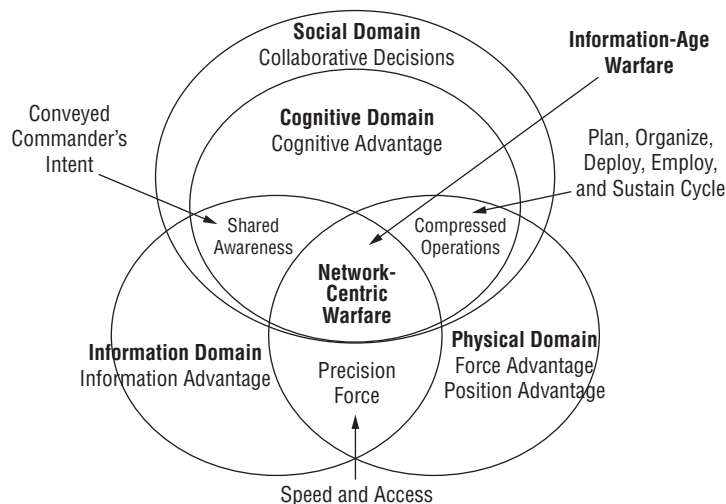 Social Domain
Collaborative Decisions
Information-Age
Warfare
Conveyed
Commander's
Intent
Cognitive Domain
Cognitive Advantage
Plan, Organize,
Deploy, Employ,
and Sustain Cycle
Shared
Awareness
Compressed
Operations
Network-
Centric
Warfare
Information Domain
Information Advantage
Physical Domain
Force Advantage
Position Advantage
Precision
Force
Speed and Access